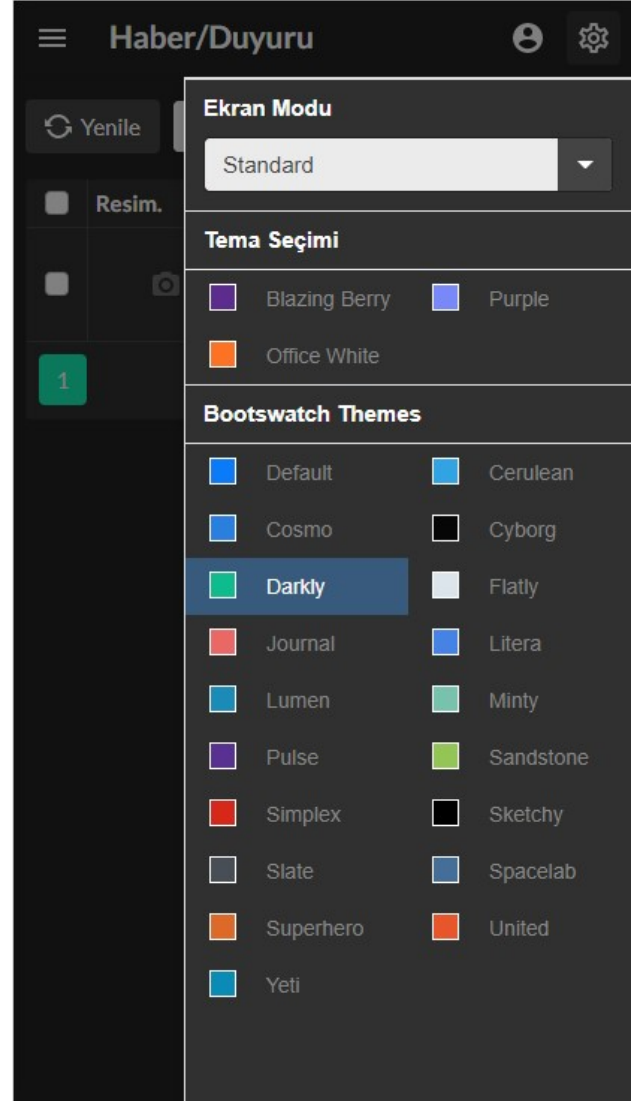 Haber/Duyuru
Yenile
Ekran Modu
Standard
Resim.
Tema Seçimi
Blazing Berry Purple
Office White
1
Bootswatch Themes
Default Cerulean
Cosmo Cyborg
Darkly Flatly
Journal Litera
Lumen Minty
Pulse Sandstone
Simplex Sketchy
Slate Spacelab
Superhero United
Yeti